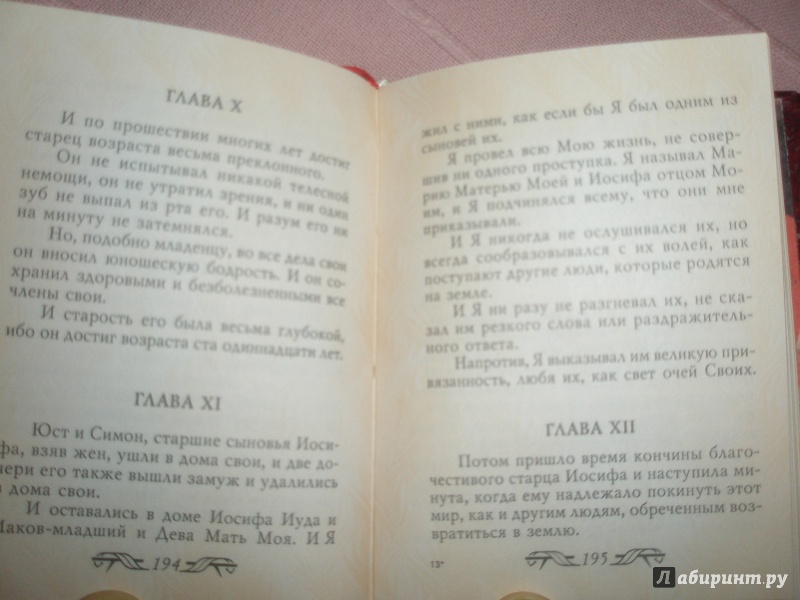 ГЛАВА X
И по прошествии многих лет достиг
старец возраста весьма преклонного.
Он не испытывал никакой телесной
немощи, он не утратил зрения, и ни один
зуб не выпал из рта его. И разум его ни
на минуту не затемнялся.
Но, подобно младенцу, во все дела свои
он вносил юношескую бодрость. И он со-
хранил здоровыми и безболезненными все
члены свои.
И старость его была весьма глубокой,
ибо он достиг возраста ста одиннадцати лет.
ГЛАВА XI
Юст и Симон, старшие сыновья Иоси-
фа, взяв жен, ушли в дома свои, и две до-
чери его также вышли замуж и удалились
в дома свои.
И оставались в доме Иосифа Иуда и
Иаков-младший и Дева Мать Моя. И Я
194
жил с ними, как если бы Я был одним из
сыновей их.
Я провел всю Мою жизнь, не совер-
шив ни одного проступка. Я называл Ма-
рию Матерью Моей и Иосифа отцом Мо-
им, и Я подчинялся всему, что они мне
приказывали.
И Я никогда не ослушивался их, но
всегда сообразовывался с их волей, как
поступают другие люди, которые родятся
на земле.
И Я ни разу не разгневал их, не ска-
зал им резкого слова или раздражитель-
ного ответа.
Напротив, Я выказывал им великую при-
вязанность, любя их, как свет очей Своих.
ГЛАВА XII
Потом пришло время кончины благо-
честивого старца Иосифа и наступила ми-
нута, когда ему надлежало покинуть этот
мир, как и другим людям, обреченным воз-
вратиться в землю.
13*
195
Лабиринт.ру